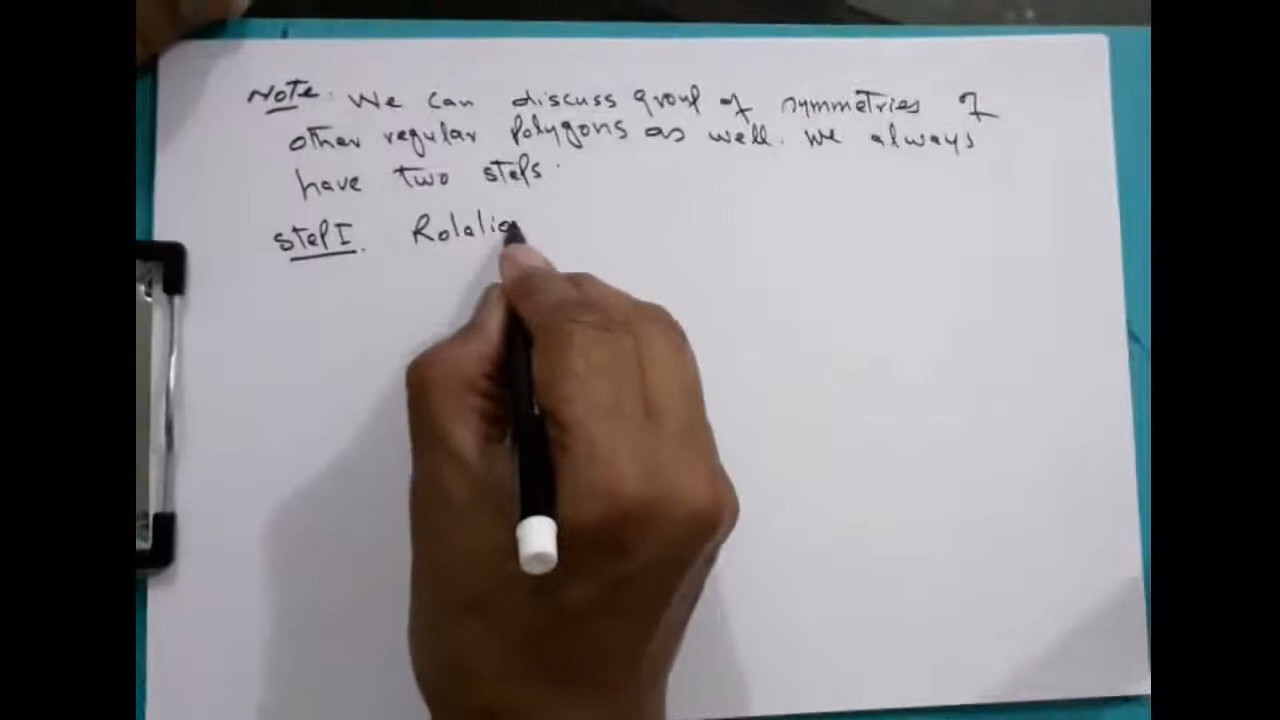 Note: We can discuss group of symmetries of
other regular polygons as well. We always
have two steps.
Step I. Rotatio